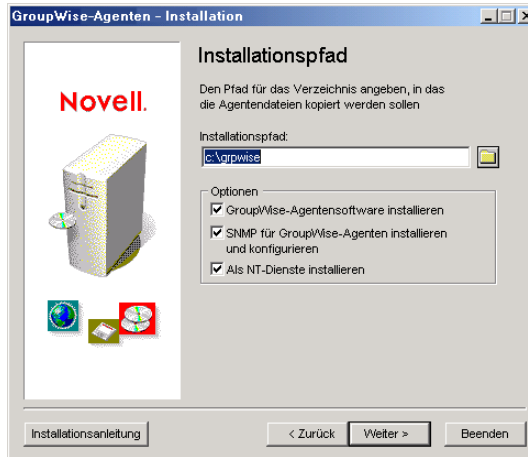 GroupWise-Agenten – Installation
Novell.
Installationspfad
Den Pfad für das Verzeichnis angeben, in das
die Agentendateien kopiert werden sollen
Installationspfad:
c:\grpwise
Optionen
GroupWise-Agentensoftware installieren
SNMP für GroupWise-Agenten installieren
und konfigurieren
Als NT-Dienste installieren
Installationsanleitung
< Zurück
Weiter >
Beenden